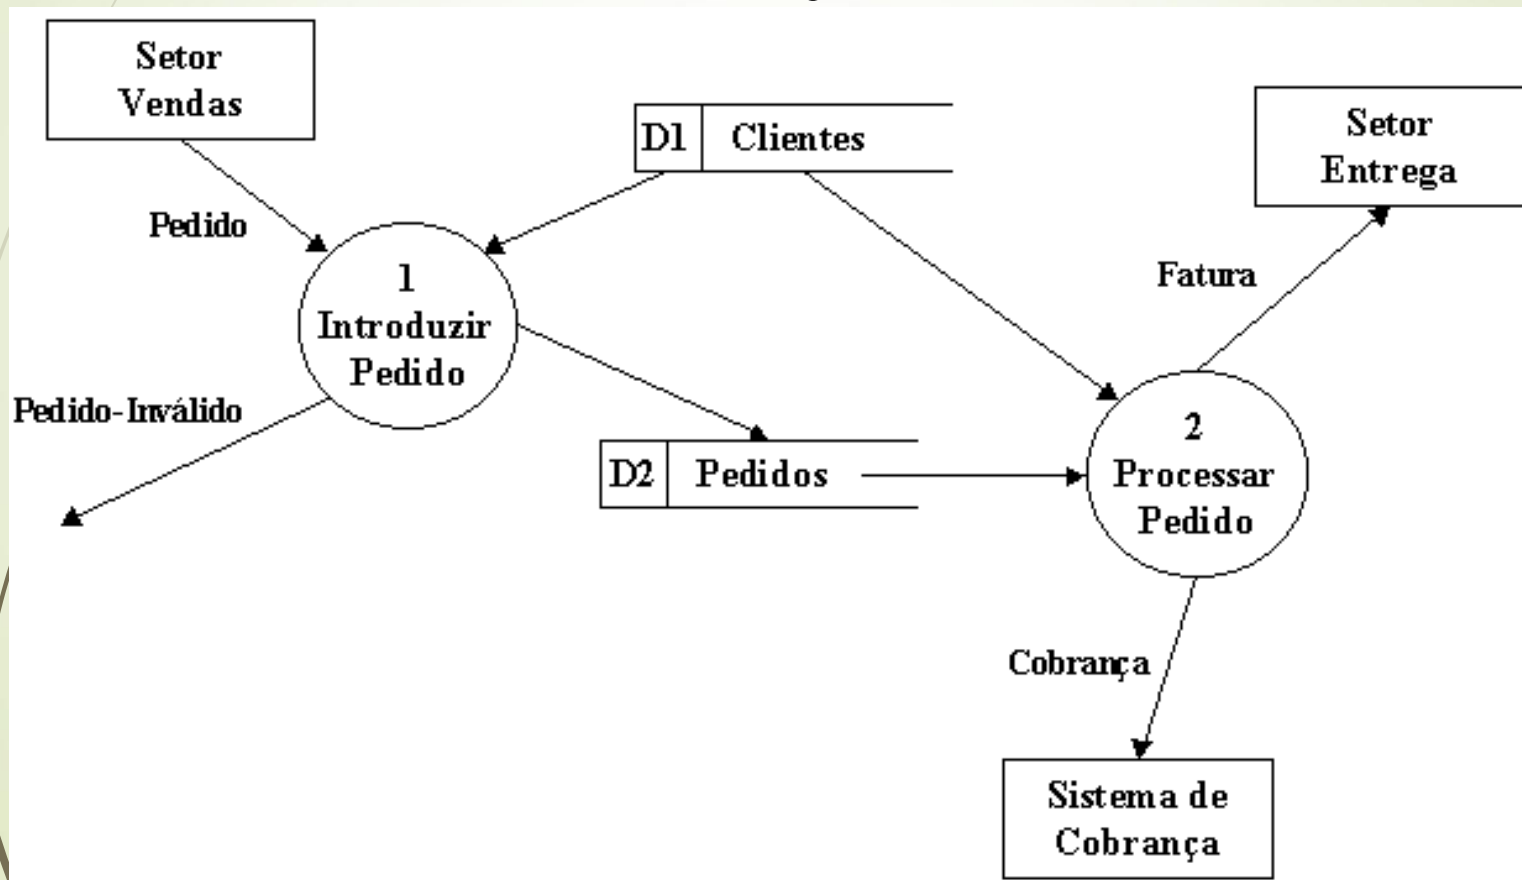 Setor
Vendas
D1 Clientes
Setor
Entrega
Pedido
Fatura
1
Introduzir
Pedido
Pedido-Inválido
D2 Pedidos
2
Processar
Pedido
Cobrança
Sistema de
Cobrança